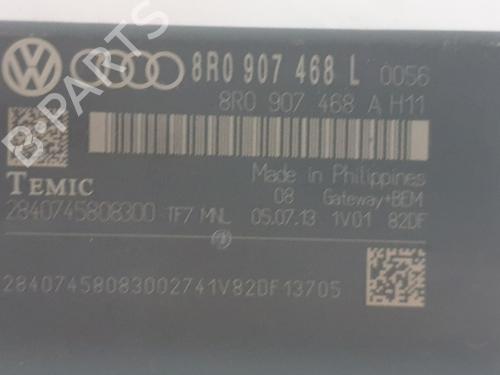 8R0 907 468 L 0056
8R0 907 468 A H11
Made in Philippines
TEMIC 08 Gateway+BEM
2840745808300 TF7 MNL 05.07.13 1V01 82DF
28407458083002741V82DF13705
B-PARTS